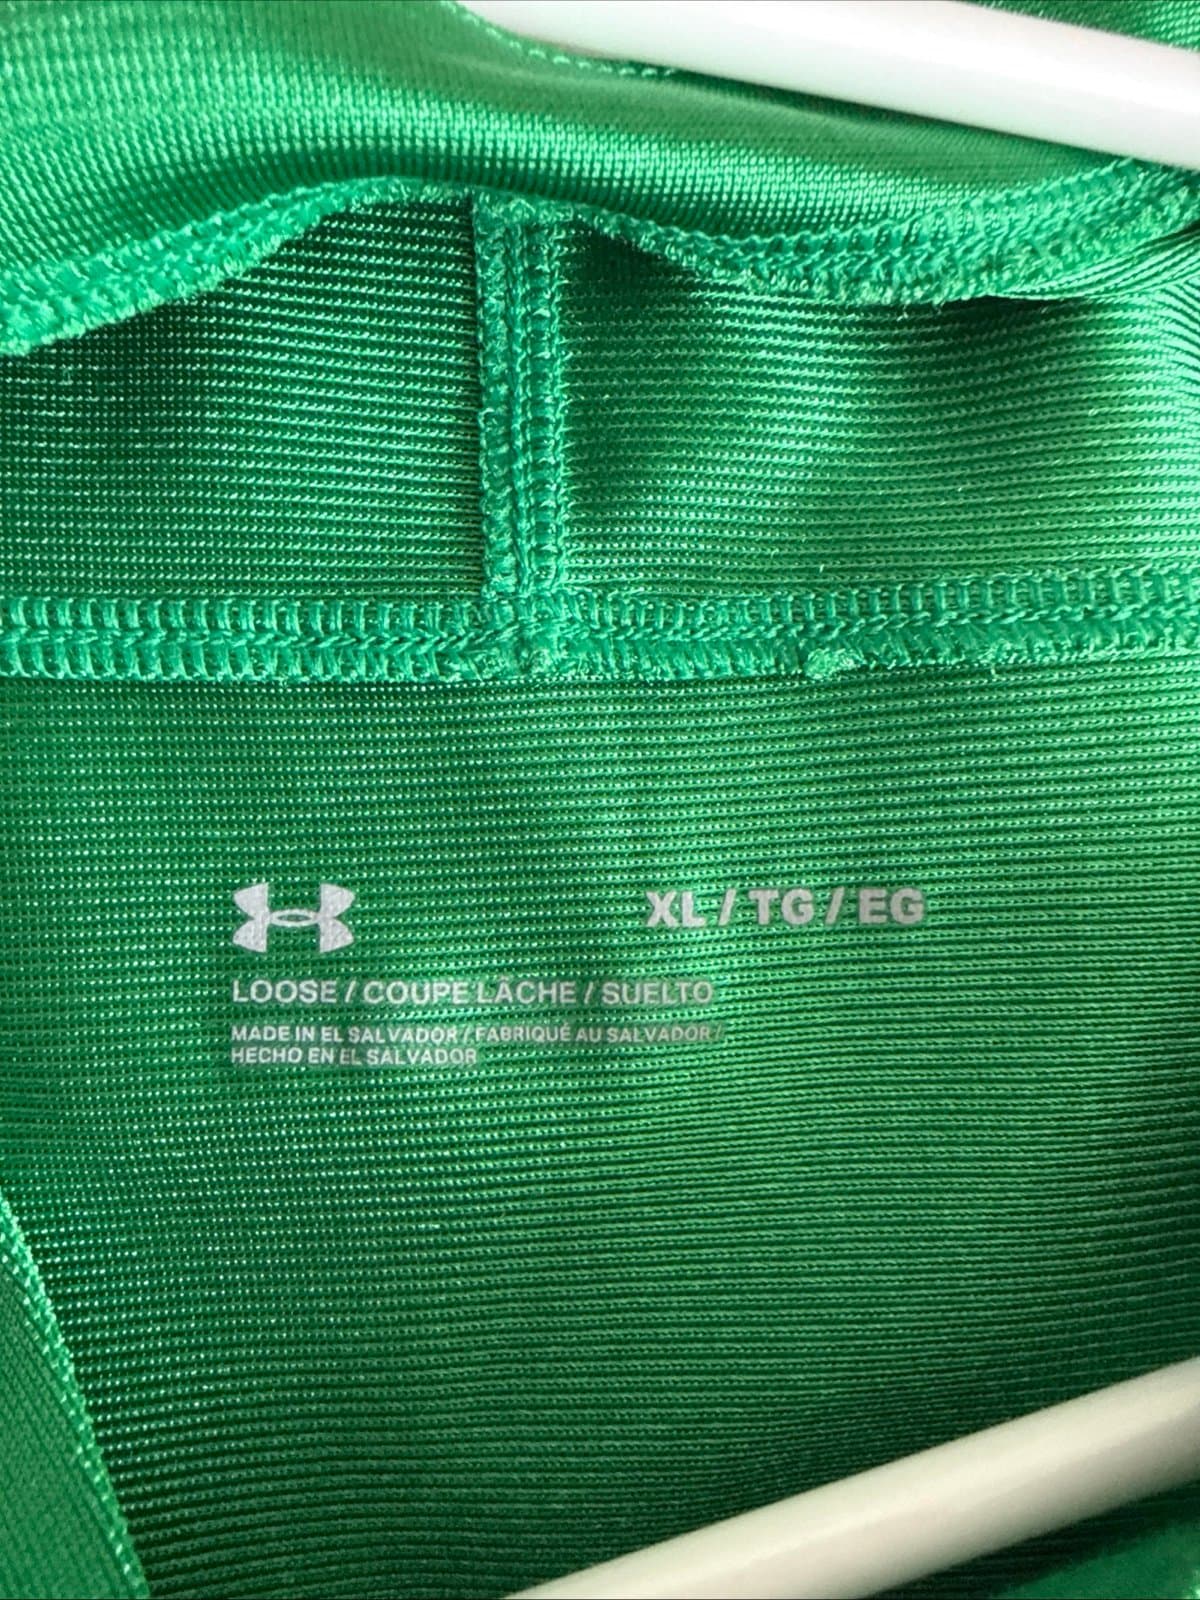 XL / TG / EG
LOOSE / COUPE LÂCHE / SUELTO
MADE IN EL SALVADOR / FABRIQUÉ AU SALVADOR /
HECHO EN EL SALVADOR